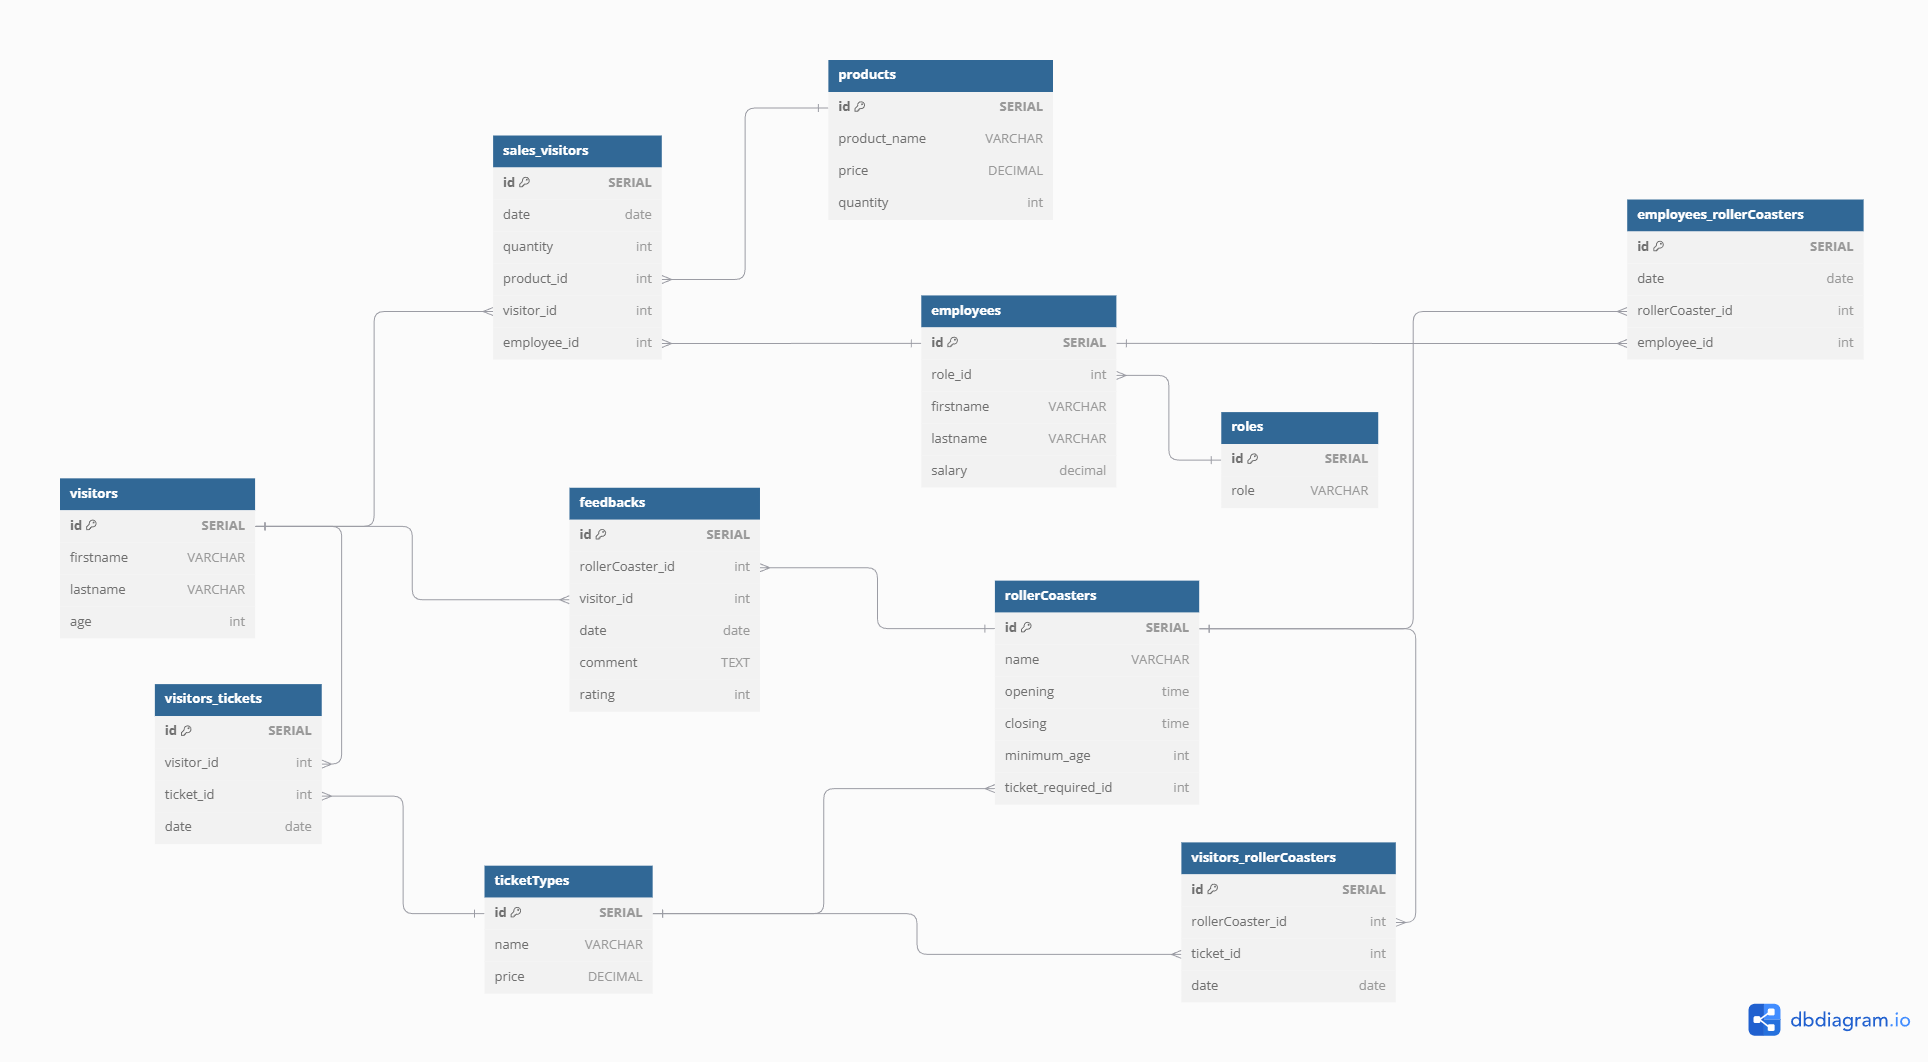 products
id SERIAL
product_name VARCHAR
price DECIMAL
quantity int
sales_visitors
id SERIAL
date date
quantity int
product_id int
visitor_id int
employee_id int
employees_rollerCoasters
id SERIAL
date date
rollerCoaster_id int
employee_id int
employees
id SERIAL
role_id int
firstname VARCHAR
lastname VARCHAR
salary decimal
roles
id SERIAL
role VARCHAR
visitors
id SERIAL
firstname VARCHAR
lastname VARCHAR
age int
feedbacks
id SERIAL
rollerCoaster_id int
visitor_id int
date date
comment TEXT
rating int
rollerCoasters
id SERIAL
name VARCHAR
opening time
closing time
minimum_age int
ticket_required_id int
visitors_tickets
id SERIAL
visitor_id int
ticket_id int
date date
ticketTypes
id SERIAL
name VARCHAR
price DECIMAL
visitors_rollerCoasters
id SERIAL
rollerCoaster_id int
ticket_id int
date date
dbdiagram.io